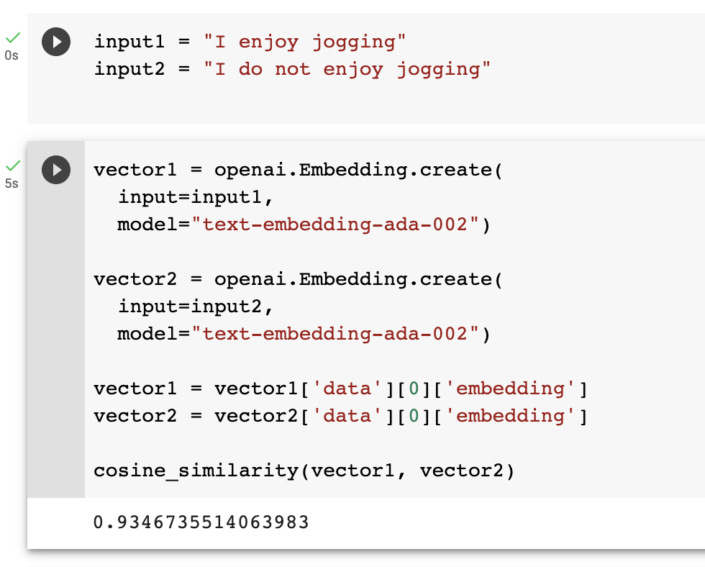 0s
input1 = "I enjoy jogging"
input2 = "I do not enjoy jogging"
5s
vector1 = openai.Embedding.create(
  input=input1,
  model="text-embedding-ada-002")
vector2 = openai.Embedding.create(
  input=input2,
  model="text-embedding-ada-002")
vector1 = vector1['data'][0]['embedding']
vector2 = vector2['data'][0]['embedding']
cosine_similarity(vector1, vector2)
0.9346735514063983